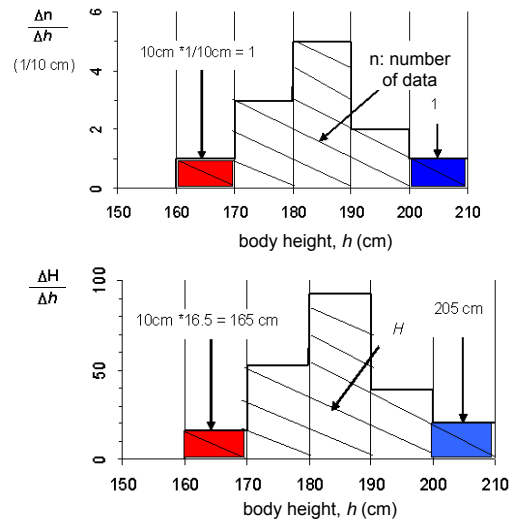 Δn
Δh
(1/10 cm)
6
4
2
0
10cm *1/10cm = 1
n: number
of data
1
150 160 170 180 190 200 210
body height, h (cm)
ΔH
Δh
100
50
0
10cm *16.5 = 165 cm
H
205 cm
150 160 170 180 190 200 210
body height, h (cm)